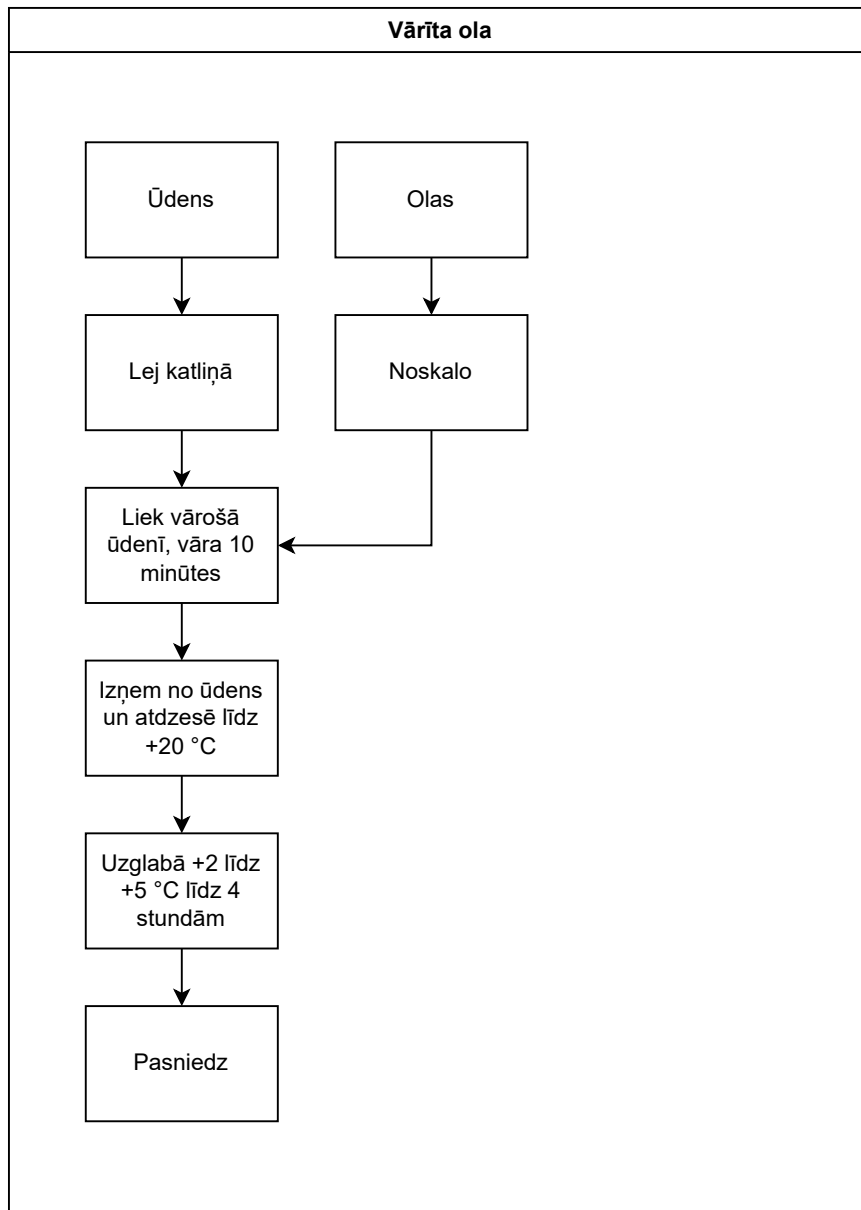 Vārīta ola
Ūdens
Olas
Lej katliņā
Noskalo
Liek vārošā
ūdenī, vāra 10
minūtes
Izņem no ūdens
un atdzesē līdz
+20 °C
Uzglabā +2 līdz
+5 °C līdz 4
stundām
Pasniedz